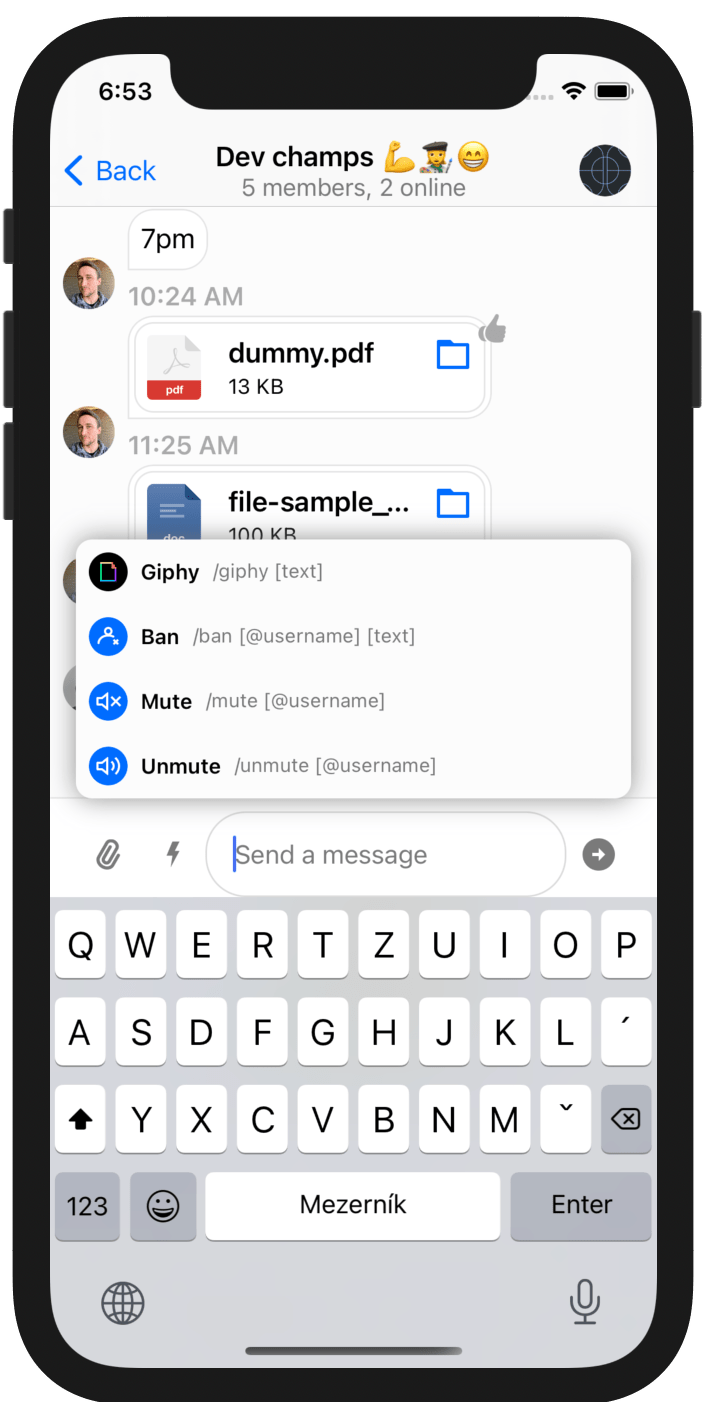 6:53
Back
Dev champs 💪👩‍🎨😁
5 members, 2 online
7pm
10:24 AM
dummy.pdf
13 KB
pdf
11:25 AM
file-sample_...
100 KB
doc
Giphy /giphy [text]
Ban /ban [@username] [text]
Mute /mute [@username]
Unmute /unmute [@username]
Send a message
Q W E R T Z U I O P
A S D F G H J K L ´
Y X C V B N M ˇ
123 Mezerník Enter